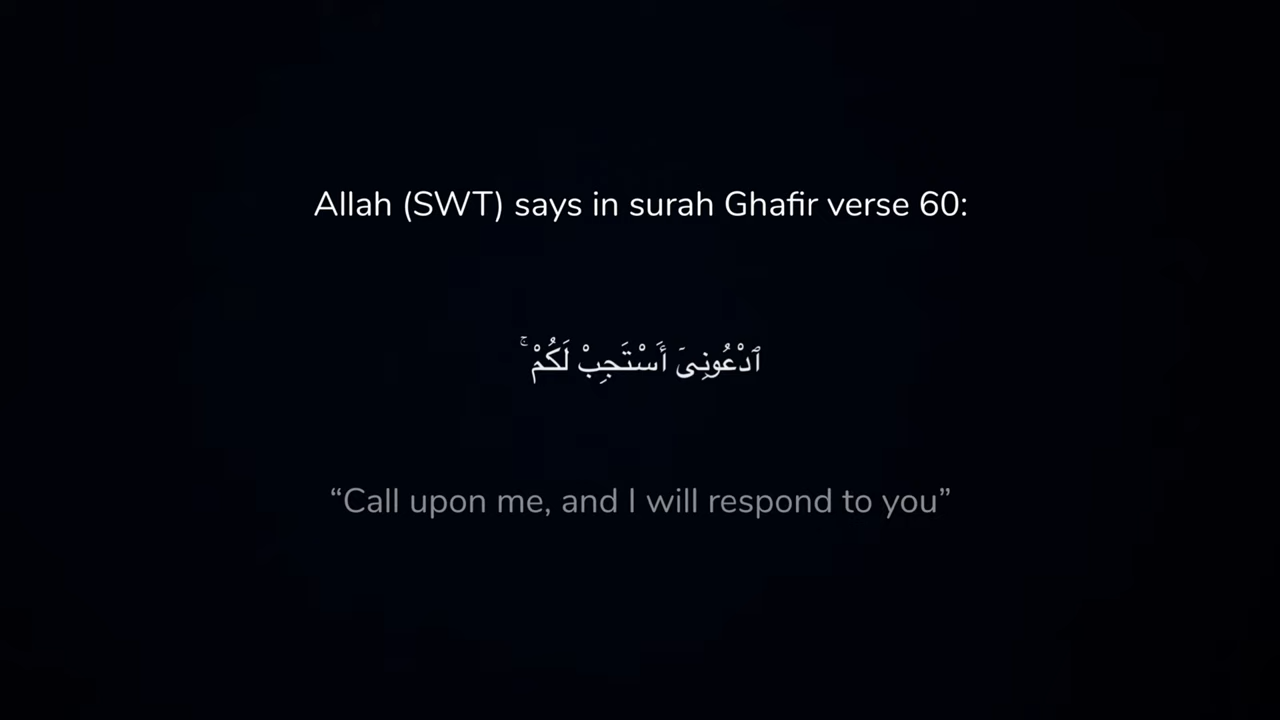 Allah (SWT) says in surah Ghafir verse 60:
ٱدْعُونِىٓ أَسْتَجِبْ لَكُمْ ۚ
“Call upon me, and I will respond to you”